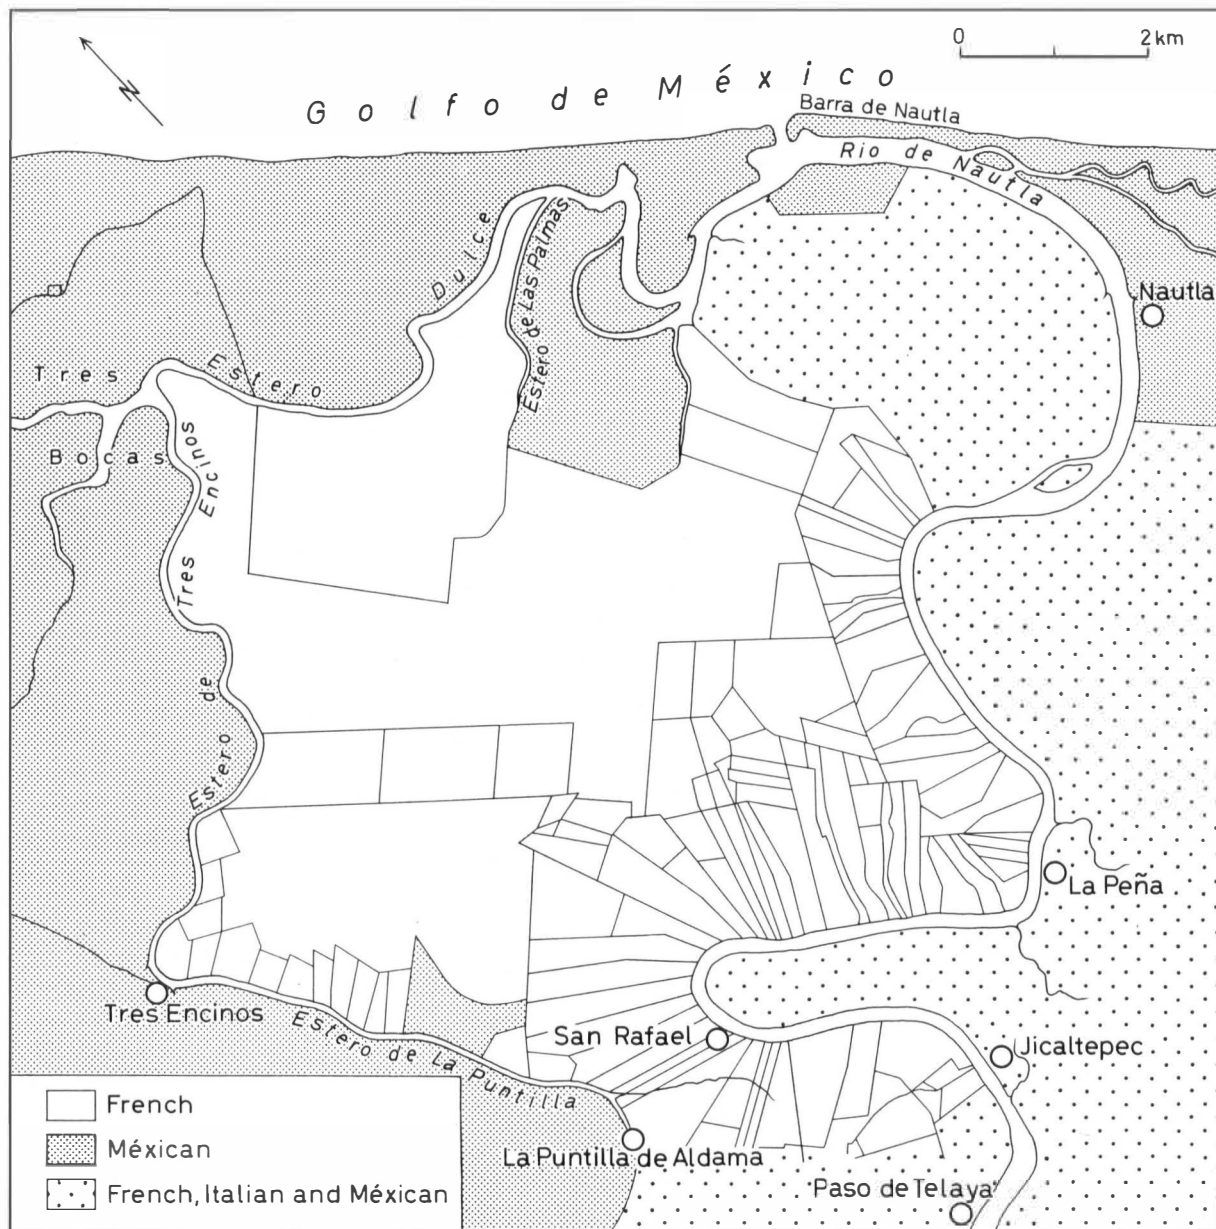 N
0 2 km
Golfo de México
Barra de Nautla
Rio de Nautla
Estero Dulce
Estero de Las Palmas
Nautla
Tres Bocas
Estero de Tres Encinos
La Peña
Tres Encinos
Estero de La Puntilla
San Rafael
Jicaltepec
La Puntilla de Aldama
Paso de Telaya
French
Méxican
French, Italian and Méxican